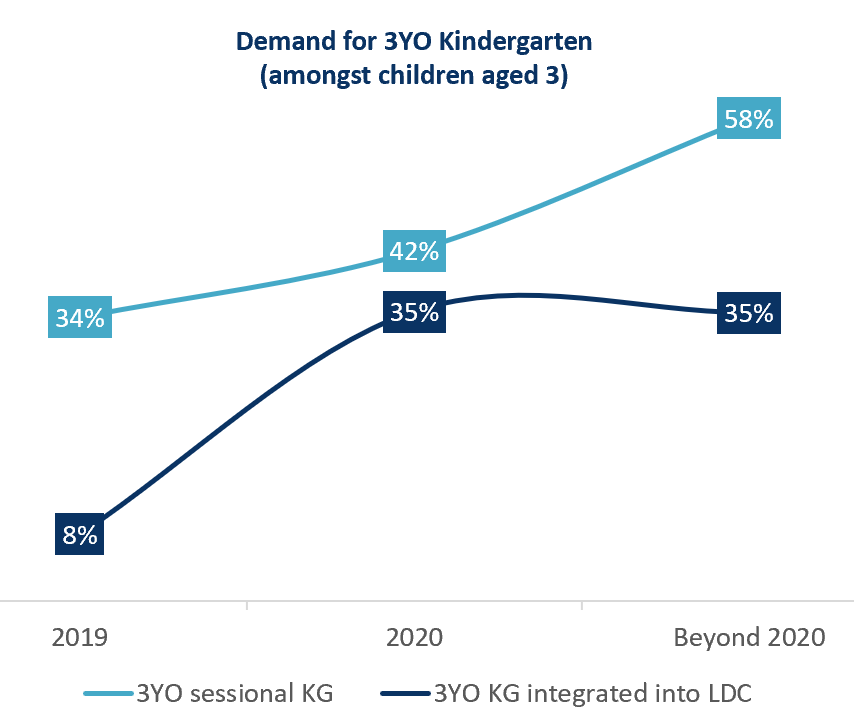 Demand for 3YO Kindergarten
(amongst children aged 3)
58%
42%
34%
35%
35%
8%
2019
2020
Beyond 2020
3YO sessional KG
3YO KG integrated into LDC